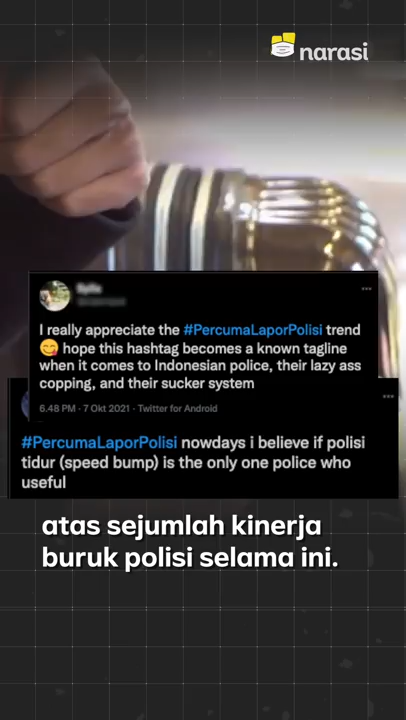 narasi
I really appreciate the #PercumaLaporPolisi trend
😋 hope this hashtag becomes a known tagline
when it comes to Indonesian police, their lazy ass
copping, and their sucker system
6.48 PM · 7 Okt 2021 · Twitter for Android
#PercumaLaporPolisi nowdays i believe if polisi
tidur (speed bump) is the only one police who
useful
atas sejumlah kinerja
buruk polisi selama ini.